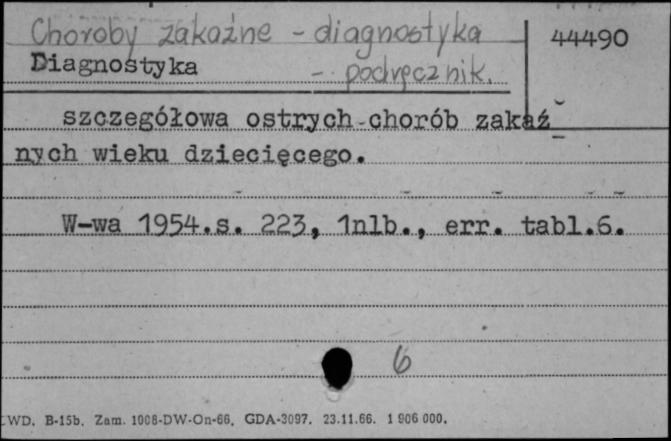 Choroby zakaźne - diagnostyka 44490
Diagnostyka - podręcznik.
szczegółowa ostrych chorób zakaź_
nych wieku dziecięcego.
W-wa 1954.s. 223, 1nlb., err. tabl.6.
6
WD. B-15b. Zam. 1008-DW-On-66. GDA-3097. 23.11.66. 1 906 000.